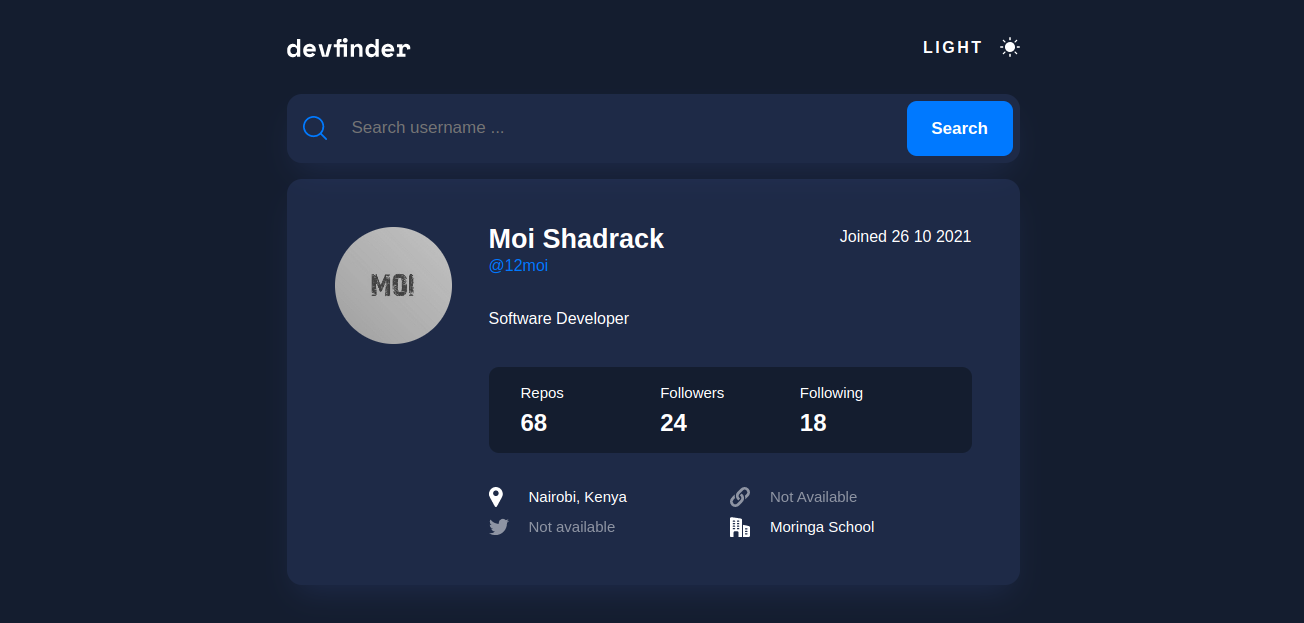 devfinder
LIGHT
Search username ...
Search
Moi Shadrack
Joined 26 10 2021
@12moi
MOI
Software Developer
Repos
Followers
Following
68
24
18
Nairobi, Kenya
Not Available
Not available
Moringa School